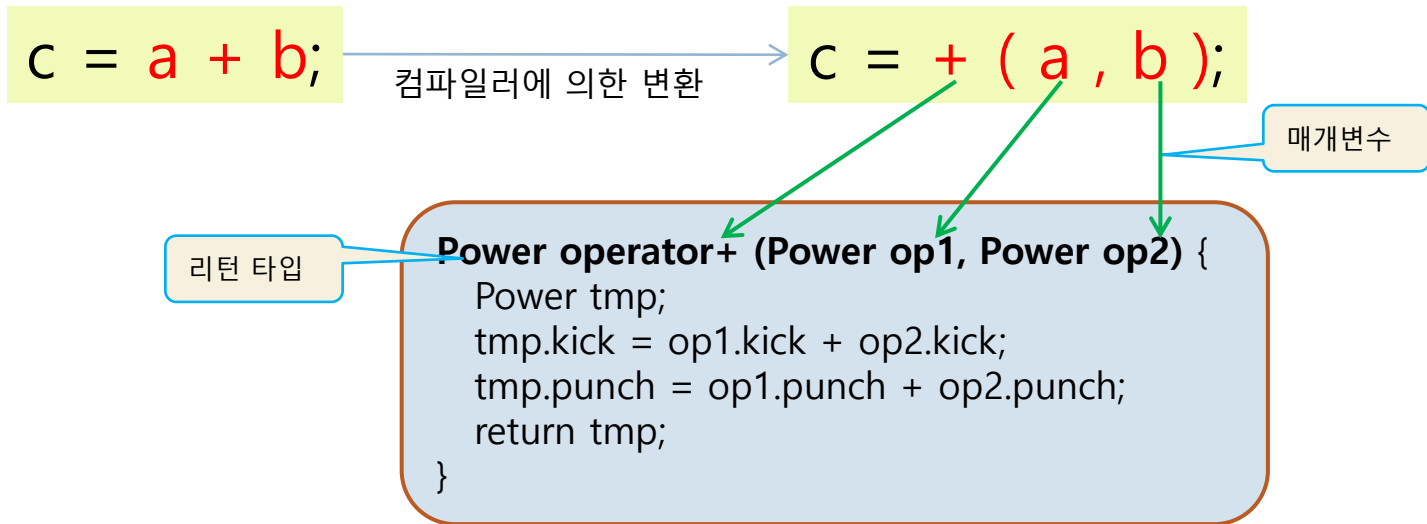 c = a + b;
컴파일러에 의한 변환
c = + ( a , b );
매개변수
리턴 타입
Power operator+ (Power op1, Power op2) {
Power tmp;
tmp.kick = op1.kick + op2.kick;
tmp.punch = op1.punch + op2.punch;
return tmp;
}